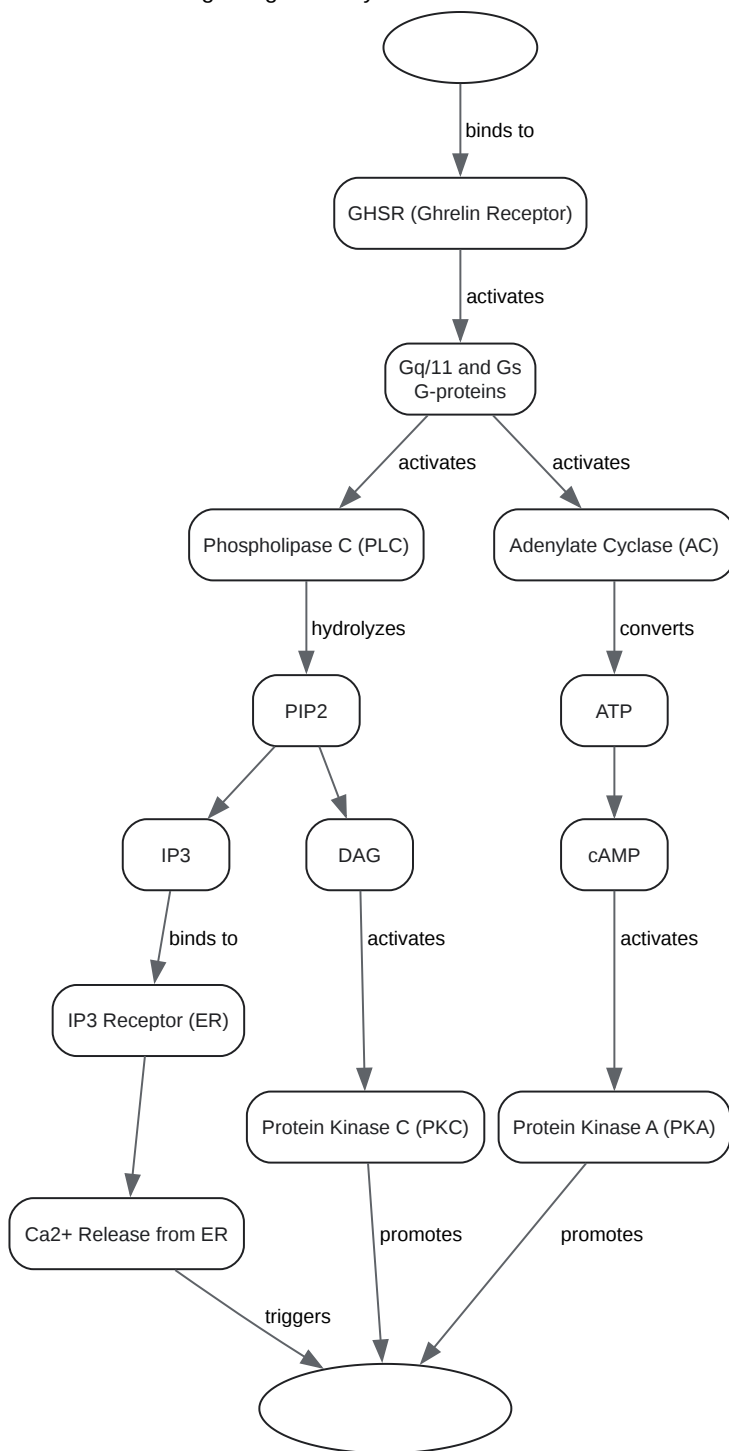 binds to
GHSR (Ghrelin Receptor)
activates
Gq/11 and Gs
G-proteins
activates
activates
Phospholipase C (PLC)
Adenylate Cyclase (AC)
hydrolyzes
converts
PIP2
ATP
IP3
DAG
cAMP
binds to
activates
activates
IP3 Receptor (ER)
Protein Kinase C (PKC)
Protein Kinase A (PKA)
Ca2+ Release from ER
promotes
promotes
triggers